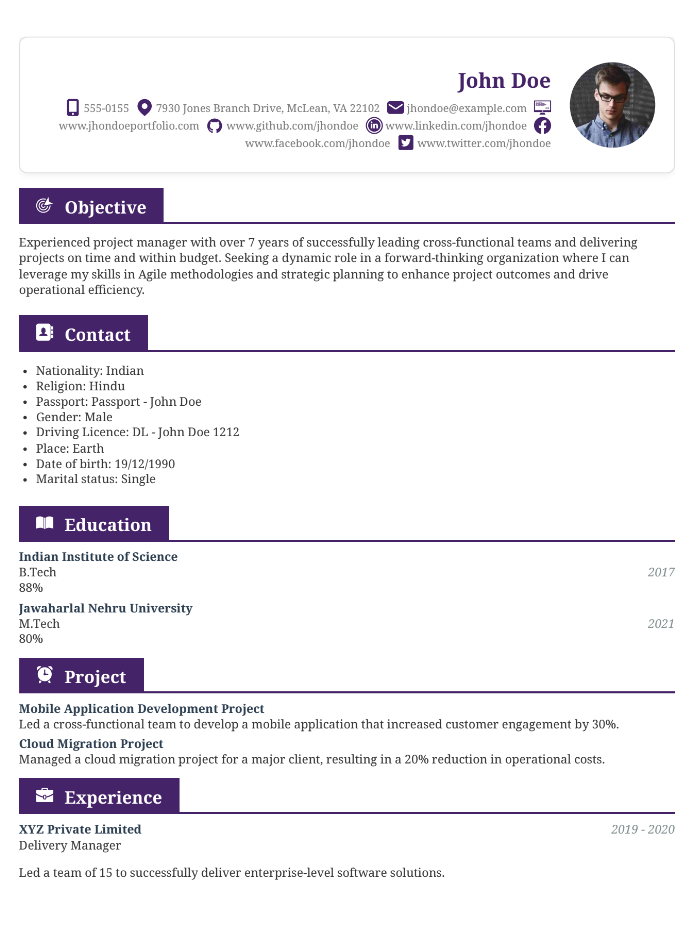 John Doe
555-0155 7930 Jones Branch Drive, McLean, VA 22102 jhondoe@example.com
www.jhondoeportfolio.com www.github.com/jhondoe www.linkedin.com/jhondoe
www.facebook.com/jhondoe www.twitter.com/jhondoe
Objective
Experienced project manager with over 7 years of successfully leading cross-functional teams and delivering
projects on time and within budget. Seeking a dynamic role in a forward-thinking organization where I can
leverage my skills in Agile methodologies and strategic planning to enhance project outcomes and drive
operational efficiency.
Contact
• Nationality: Indian
• Religion: Hindu
• Passport: Passport - John Doe
• Gender: Male
• Driving Licence: DL - John Doe 1212
• Place: Earth
• Date of birth: 19/12/1990
• Marital status: Single
Education
Indian Institute of Science
B.Tech 2017
88%
Jawaharlal Nehru University
M.Tech 2021
80%
Project
Mobile Application Development Project
Led a cross-functional team to develop a mobile application that increased customer engagement by 30%.
Cloud Migration Project
Managed a cloud migration project for a major client, resulting in a 20% reduction in operational costs.
Experience
XYZ Private Limited 2019 - 2020
Delivery Manager
Led a team of 15 to successfully deliver enterprise-level software solutions.